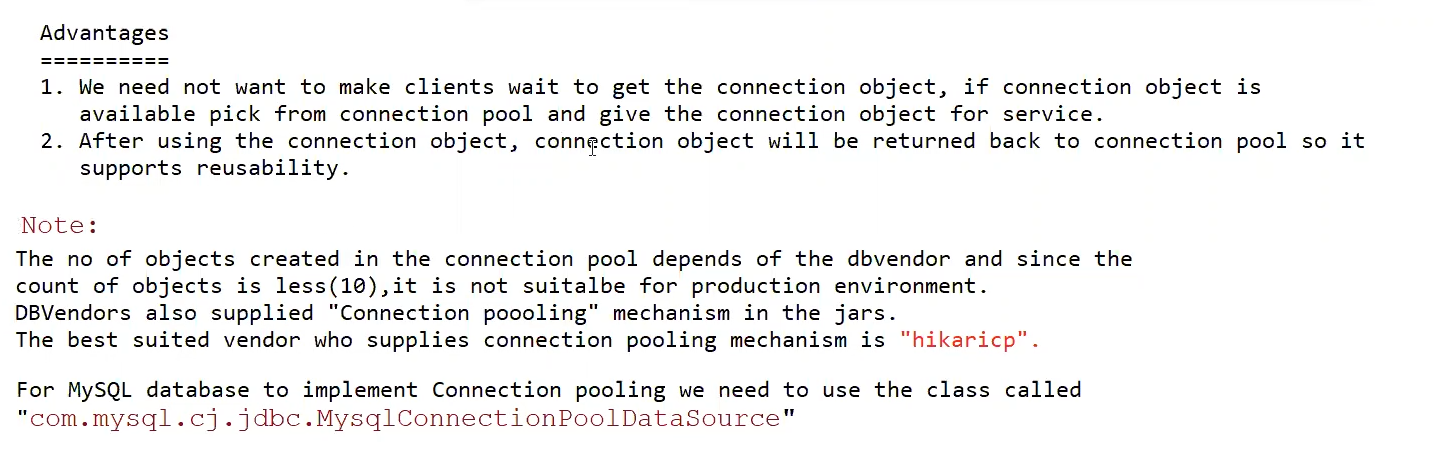 Advantages
==========
1. We need not want to make clients wait to get the connection object, if connection object is
available pick from connection pool and give the connection object for service.
2. After using the connection object, connection object will be returned back to connection pool so it
supports reusability.
Note:
The no of objects created in the connection pool depends of the dbvendor and since the
count of objects is less(10),it is not suitalbe for production environment.
DBVendors also supplied "Connection poooling" mechanism in the jars.
The best suited vendor who supplies connection pooling mechanism is "hikaricp".
For MySQL database to implement Connection pooling we need to use the class called
"com.mysql.cj.jdbc.MysqlConnectionPoolDataSource"